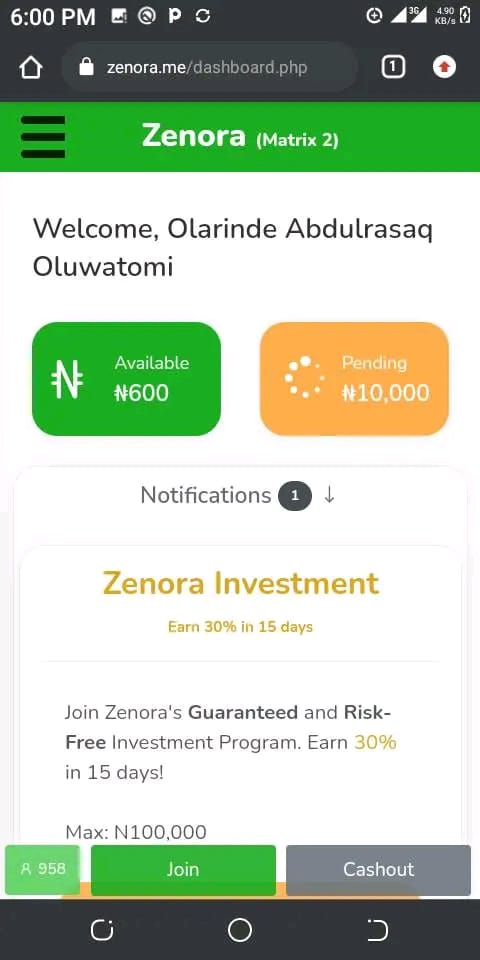 6:00 PM
3G
4.90
KB/s
zenora.me/dashboard.php
1
Zenora (Matrix 2)
Welcome, Olarinde Abdulrasaq
Oluwatomi
Available
₦600
Pending
₦10,000
Notifications 1 ↓
Zenora Investment
Earn 30% in 15 days
Join Zenora's Guaranteed and Risk-
Free Investment Program. Earn 30%
in 15 days!
Max: N100,000
958
Join
Cashout